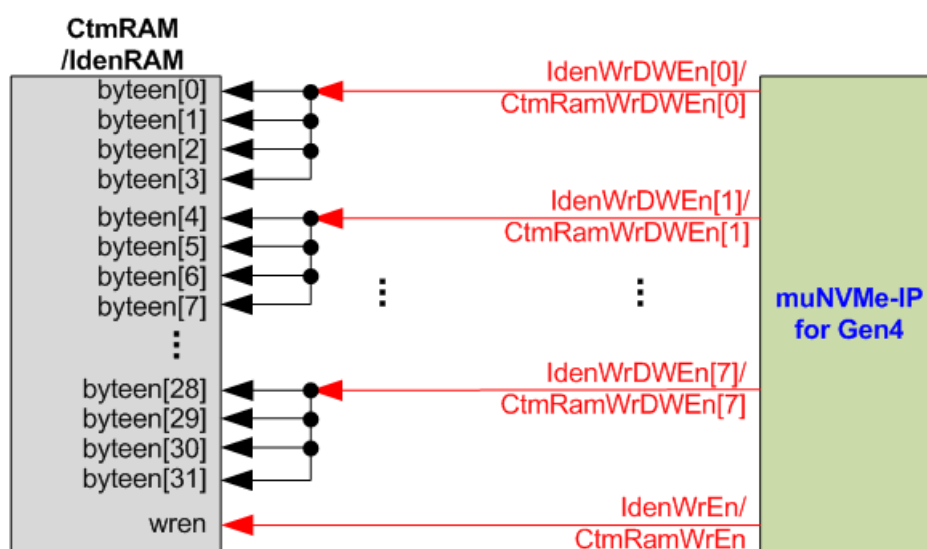 CtmRAM
/IdenRAM
byteen[0]
byteen[1]
byteen[2]
byteen[3]
byteen[4]
byteen[5]
byteen[6]
byteen[7]
byteen[28]
byteen[29]
byteen[30]
byteen[31]
wren
IdenWrDWEn[0]/
CtmRamWrDWEn[0]
IdenWrDWEn[1]/
CtmRamWrDWEn[1]
IdenWrDWEn[7]/
CtmRamWrDWEn[7]
IdenWrEn/
CtmRamWrEn
muNVMe-IP
for Gen4